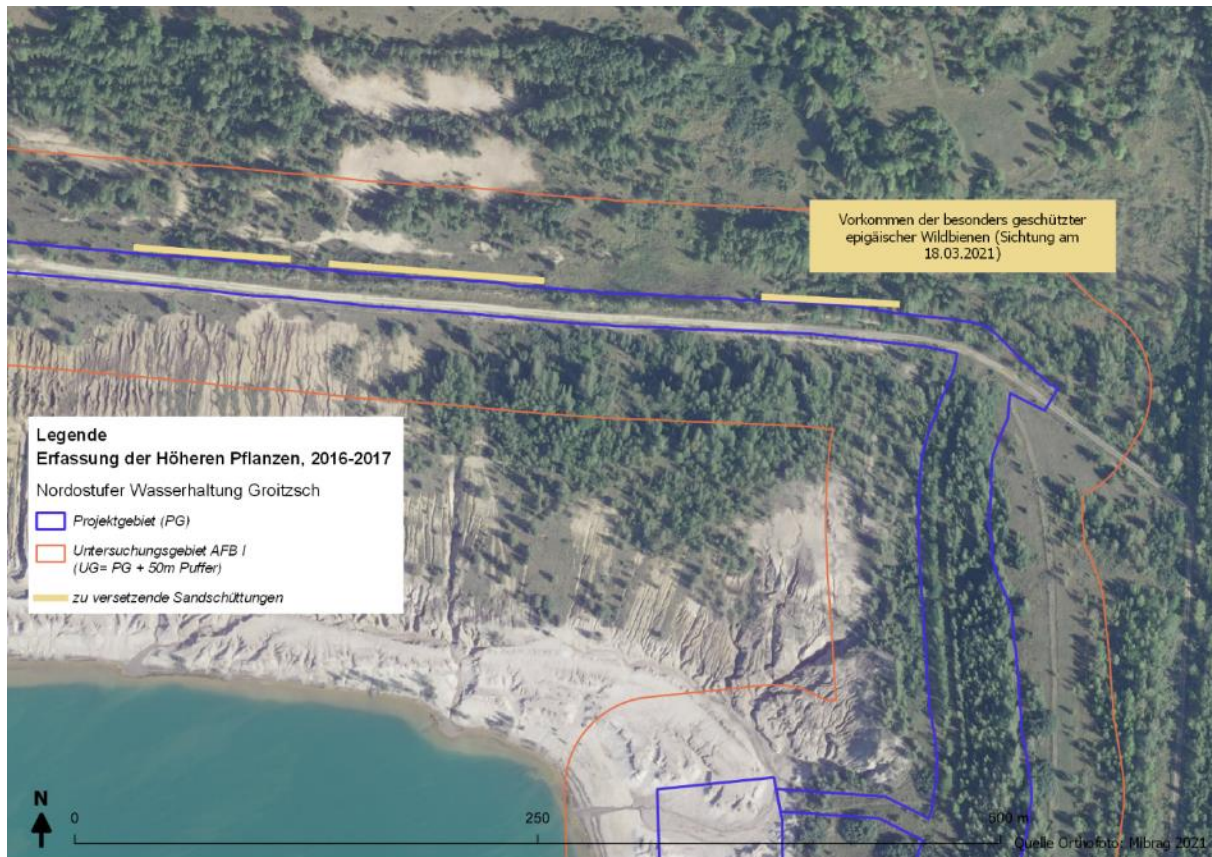 Vorkommen der besonders geschützter
epigäischer Wildbienen (Sichtung am
18.03.2021)
Legende
Erfassung der Höheren Pflanzen, 2016-2017
Nordostufer Wasserhaltung Groitzsch
Projektgebiet (PG)
Untersuchungsgebiet AFB I
(UG= PG + 50m Puffer)
zu versetzende Sandschüttungen
N
0
250
500 m
Quelle Orthofoto: Mibrag 2021